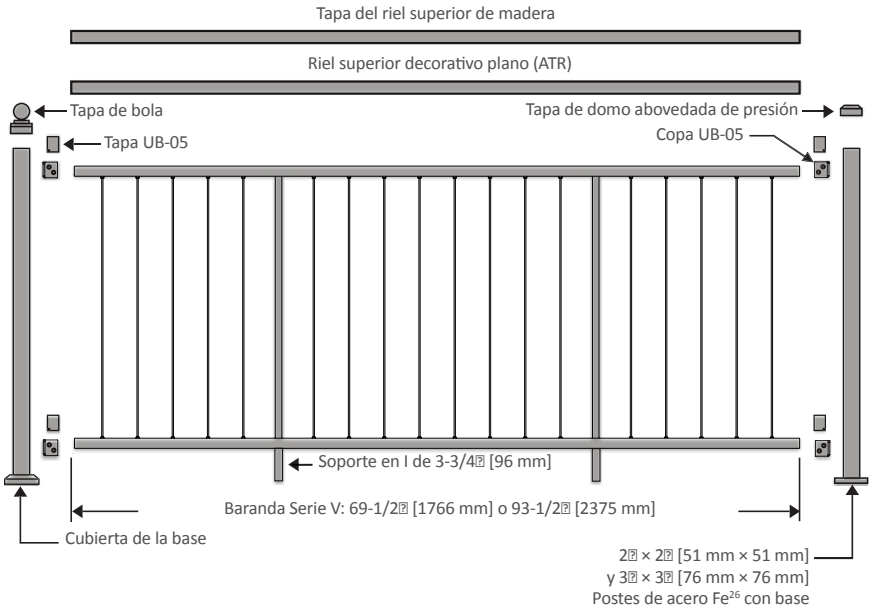 Tapa del riel superior de madera
Riel superior decorativo plano (ATR)
Tapa de bola
Tapa de domo abovedada de presión
Tapa UB-05
Copa UB-05
Soporte en I de 3-3/4⍰ [96 mm]
Baranda Serie V: 69-1/2⍰ [1766 mm] o 93-1/2⍰ [2375 mm]
Cubierta de la base
2⍰ × 2⍰ [51 mm × 51 mm]
y 3⍰ × 3⍰ [76 mm × 76 mm]
Postes de acero Fe²⁶ con base